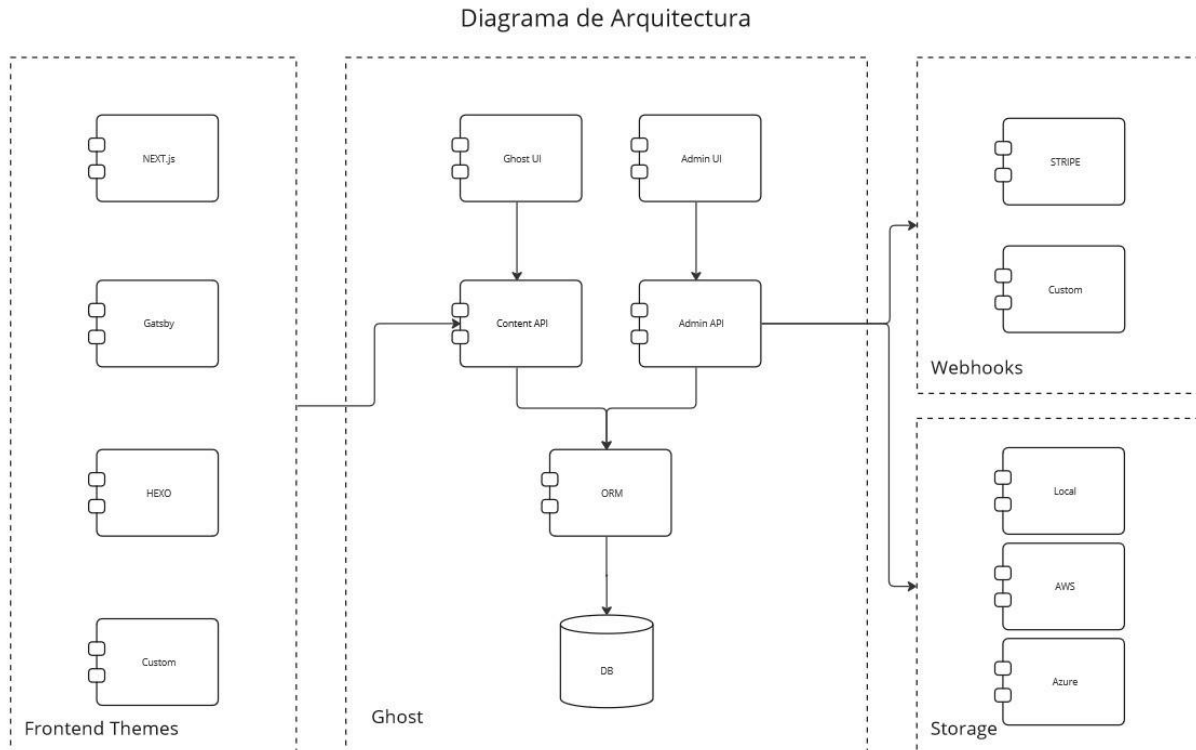 Diagrama de Arquitectura
NEXT.js
Gatsby
HEXO
Custom
Frontend Themes
Ghost UI
Admin UI
Content API
Admin API
ORM
DB
Ghost
STRIPE
Custom
Webhooks
Local
AWS
Azure
Storage